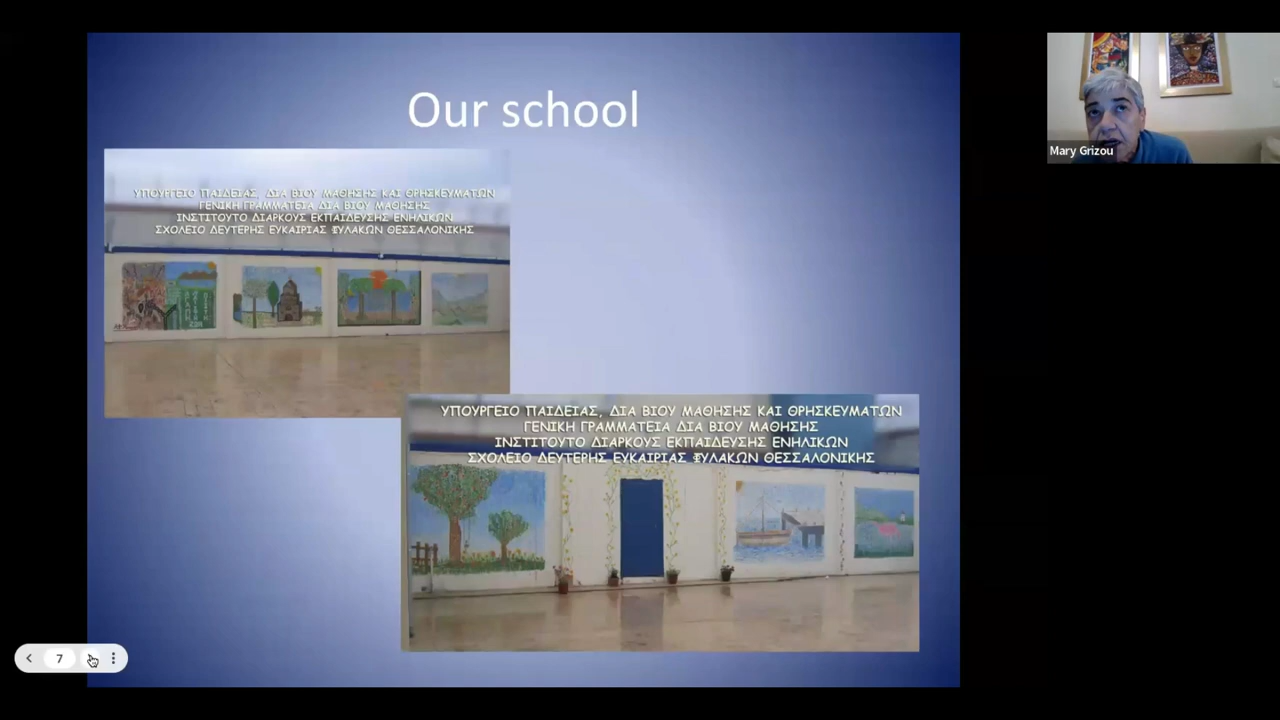 Our school
ΥΠΟΥΡΓΕΙΟ ΠΑΙΔΕΙΑΣ, ΔΙΑ ΒΙΟΥ ΜΑΘΗΣΗΣ ΚΑΙ ΘΡΗΣΚΕΥΜΑΤΩΝ
ΓΕΝΙΚΗ ΓΡΑΜΜΑΤΕΙΑ ΔΙΑ ΒΙΟΥ ΜΑΘΗΣΗΣ
ΙΝΣΤΙΤΟΥΤΟ ΔΙΑΡΚΟΥΣ ΕΚΠΑΙΔΕΥΣΗΣ ΕΝΗΛΙΚΩΝ
ΣΧΟΛΕΙΟ ΔΕΥΤΕΡΗΣ ΕΥΚΑΙΡΙΑΣ ΦΥΛΑΚΩΝ ΘΕΣΣΑΛΟΝΙΚΗΣ
ΥΠΟΥΡΓΕΙΟ ΠΑΙΔΕΙΑΣ, ΔΙΑ ΒΙΟΥ ΜΑΘΗΣΗΣ ΚΑΙ ΘΡΗΣΚΕΥΜΑΤΩΝ
ΓΕΝΙΚΗ ΓΡΑΜΜΑΤΕΙΑ ΔΙΑ ΒΙΟΥ ΜΑΘΗΣΗΣ
ΙΝΣΤΙΤΟΥΤΟ ΔΙΑΡΚΟΥΣ ΕΚΠΑΙΔΕΥΣΗΣ ΕΝΗΛΙΚΩΝ
ΣΧΟΛΕΙΟ ΔΕΥΤΕΡΗΣ ΕΥΚΑΙΡΙΑΣ ΦΥΛΑΚΩΝ ΘΕΣΣΑΛΟΝΙΚΗΣ
Mary Grizou
7